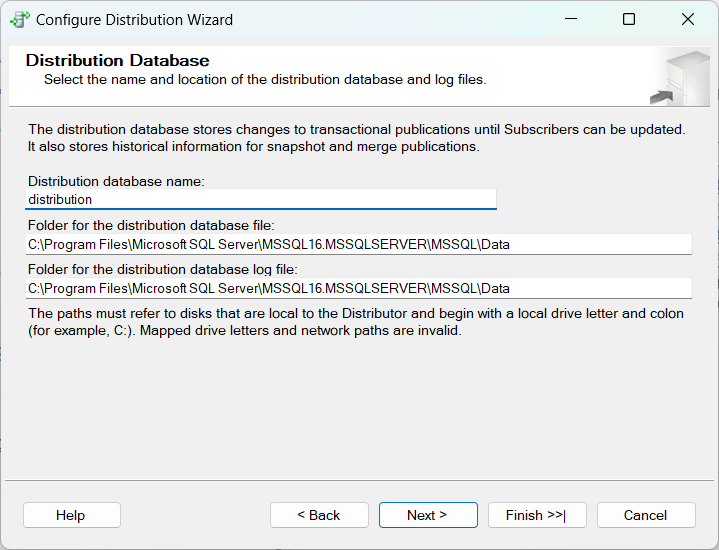 Configure Distribution Wizard
Distribution Database
Select the name and location of the distribution database and log files.
The distribution database stores changes to transactional publications until Subscribers can be updated.
It also stores historical information for snapshot and merge publications.
Distribution database name:
distribution
Folder for the distribution database file:
C:\Program Files\Microsoft SQL Server\MSSQL16.MSSQLSERVER\MSSQL\Data
Folder for the distribution database log file:
C:\Program Files\Microsoft SQL Server\MSSQL16.MSSQLSERVER\MSSQL\Data
The paths must refer to disks that are local to the Distributor and begin with a local drive letter and colon
(for example, C:). Mapped drive letters and network paths are invalid.
Help < Back Next > Finish >>| Cancel